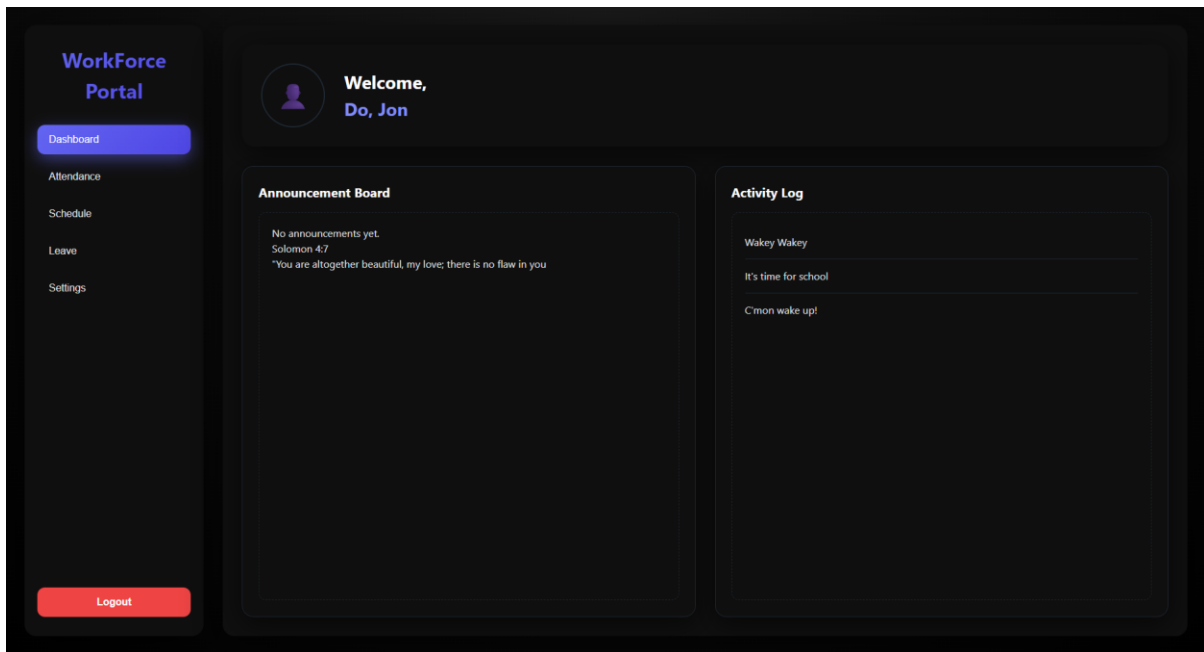 WorkForce
Portal
Dashboard
Attendance
Schedule
Leave
Settings
Logout
Welcome,
Do, Jon
Announcement Board
No announcements yet.
Solomon 4:7
"You are altogether beautiful, my love; there is no flaw in you
Activity Log
Wakey Wakey
It's time for school
C'mon wake up!